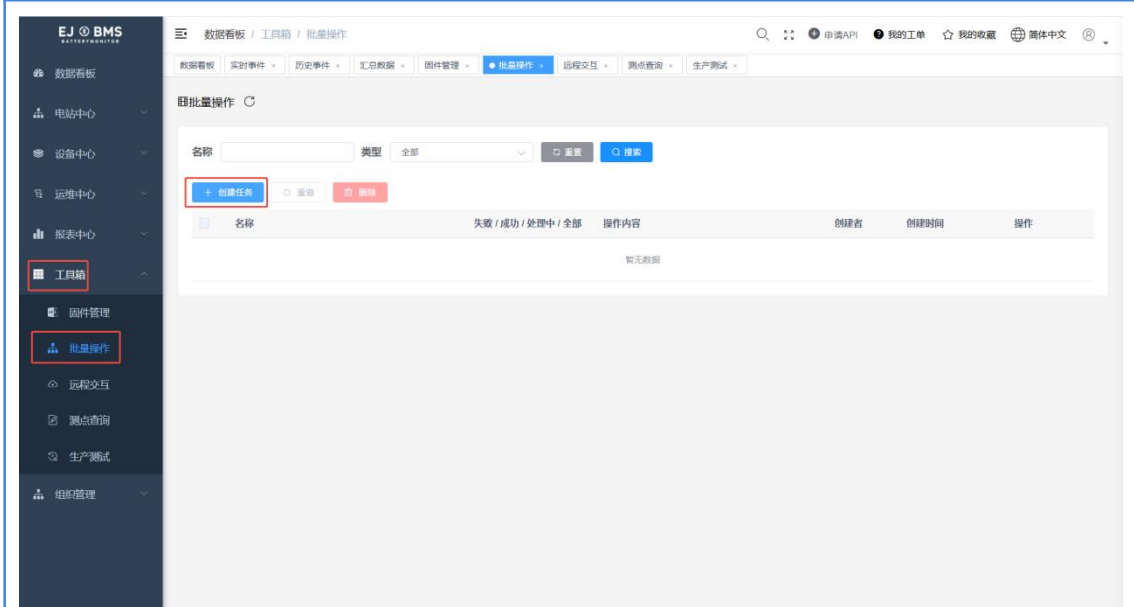 EJ BMS
BATTERYMONITOR
数据看板 / 工具箱 / 批量操作
申请API
我的工单
我的收藏
简体中文
数据看板
实时事件 ×
历史事件 ×
汇总数据 ×
固件管理 ×
批量操作 ×
远程交互 ×
测点查询 ×
生产测试 ×
数据看板
电站中心
设备中心
运维中心
报表中心
工具箱
固件管理
批量操作
远程交互
测点查询
生产测试
组织管理
批量操作
名称
类型 全部
重置
搜索
+ 创建任务
重做
删除
名称 失败 / 成功 / 处理中 / 全部 操作内容 创建者 创建时间 操作
暂无数据